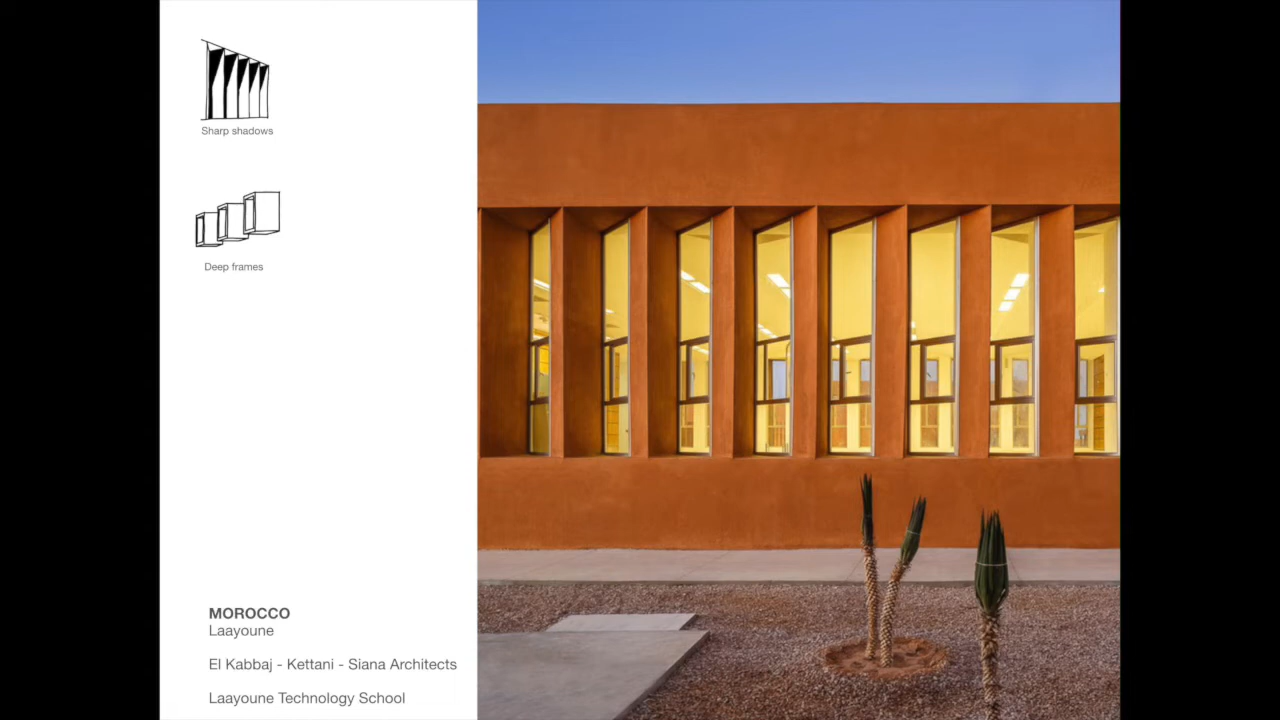 Sharp shadows
Deep frames
MOROCCO
Laayoune
El Kabbaj - Kettani - Siana Architects
Laayoune Technology School